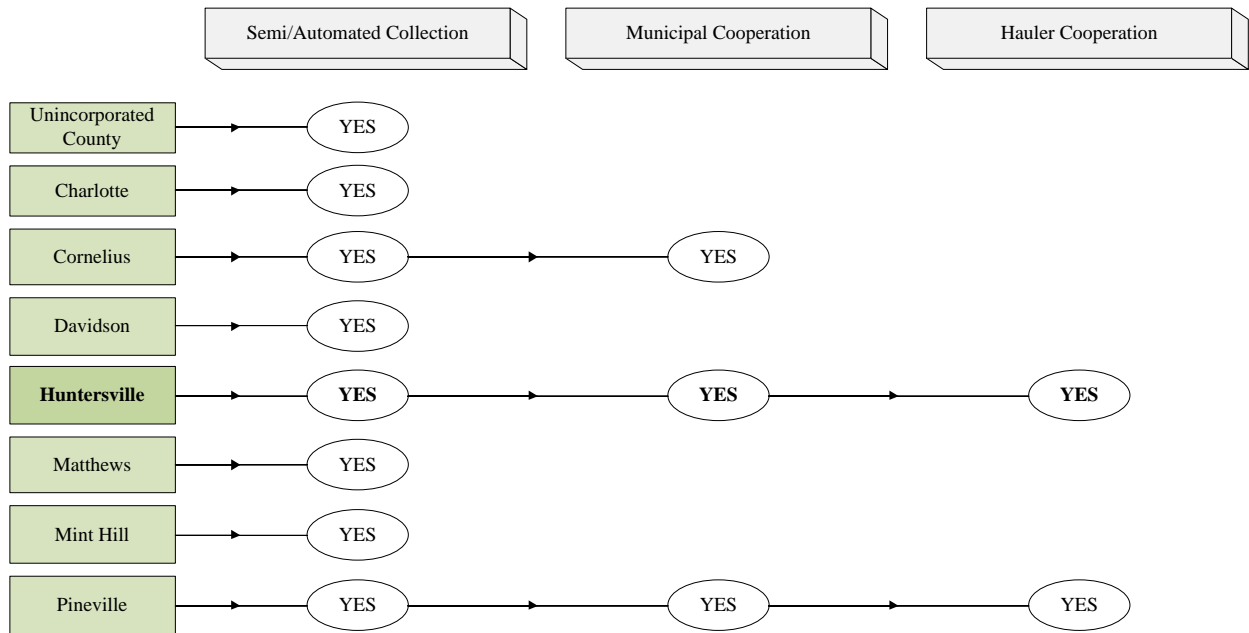 Semi/Automated Collection
Municipal Cooperation
Hauler Cooperation
Unincorporated
County
YES
Charlotte
YES
Cornelius
YES
YES
Davidson
YES
Huntersville
YES
YES
YES
Matthews
YES
Mint Hill
YES
Pineville
YES
YES
YES